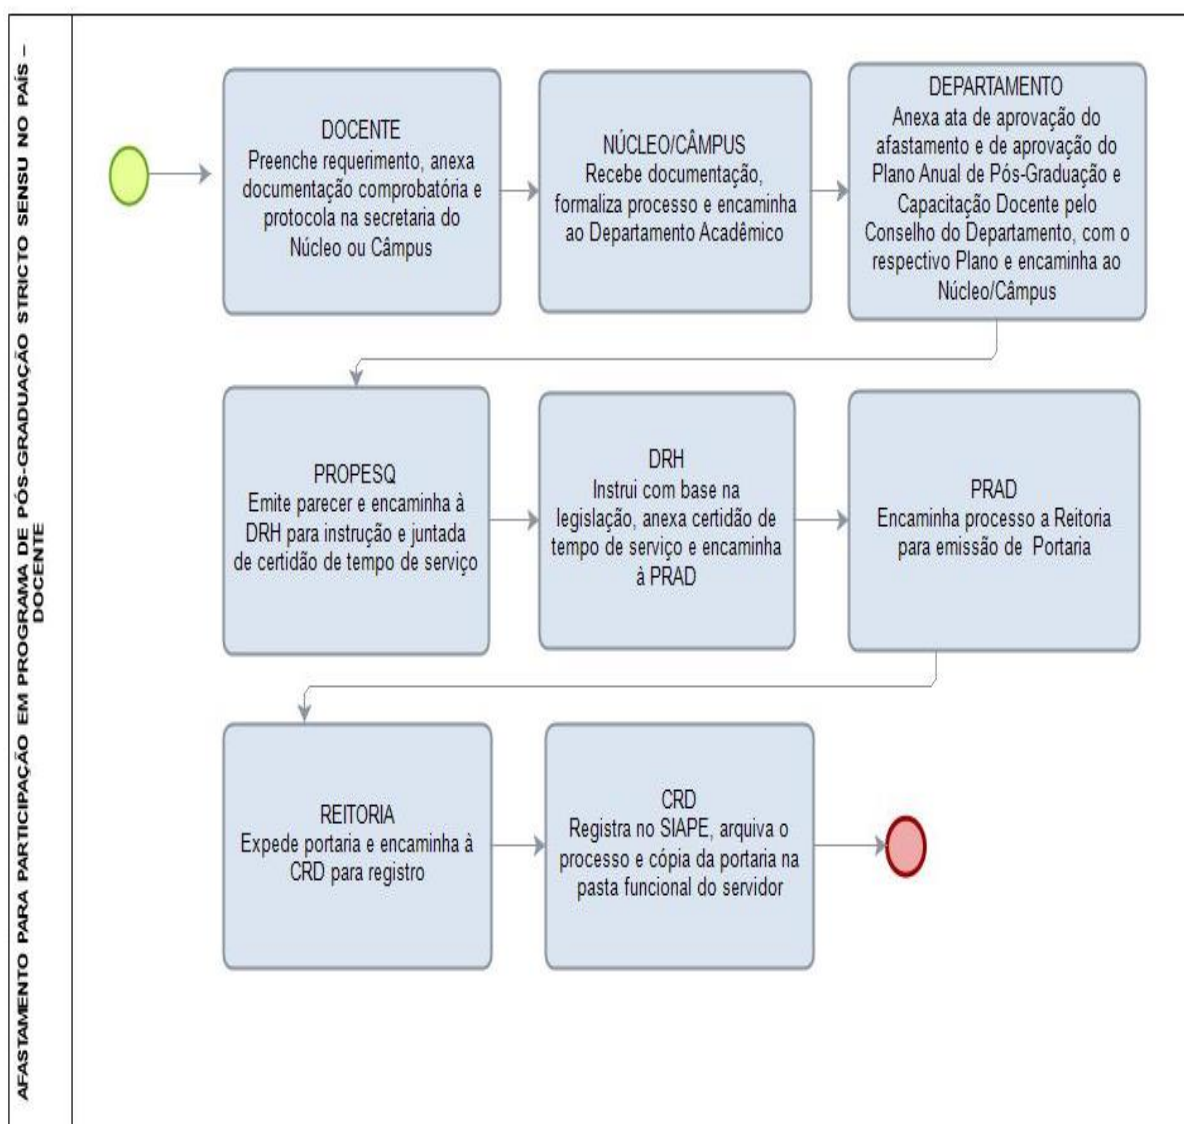 AFASTAMENTO PARA PARTICIPAÇÃO EM PROGRAMA DE PÓS-GRADUAÇÃO STRICTO SENSU NO PAÍS –
DOCENTE
DOCENTE
Preenche requerimento, anexa
documentação comprobatória e
protocola na secretaria do
Núcleo ou Câmpus
NÚCLEO/CÂMPUS
Recebe documentação,
formaliza processo e encaminha
ao Departamento Acadêmico
DEPARTAMENTO
Anexa ata de aprovação do
afastamento e de aprovação do
Plano Anual de Pós-Graduação e
Capacitação Docente pelo
Conselho do Departamento, com o
respectivo Plano e encaminha ao
Núcleo/Câmpus
PROPESQ
Emite parecer e encaminha à
DRH para instrução e juntada
de certidão de tempo de serviço
DRH
Instrui com base na
legislação, anexa certidão de
tempo de serviço e encaminha
à PRAD
PRAD
Encaminha processo a Reitoria
para emissão de Portaria
REITORIA
Expede portaria e encaminha à
CRD para registro
CRD
Registra no SIAPE, arquiva o
processo e cópia da portaria na
pasta funcional do servidor